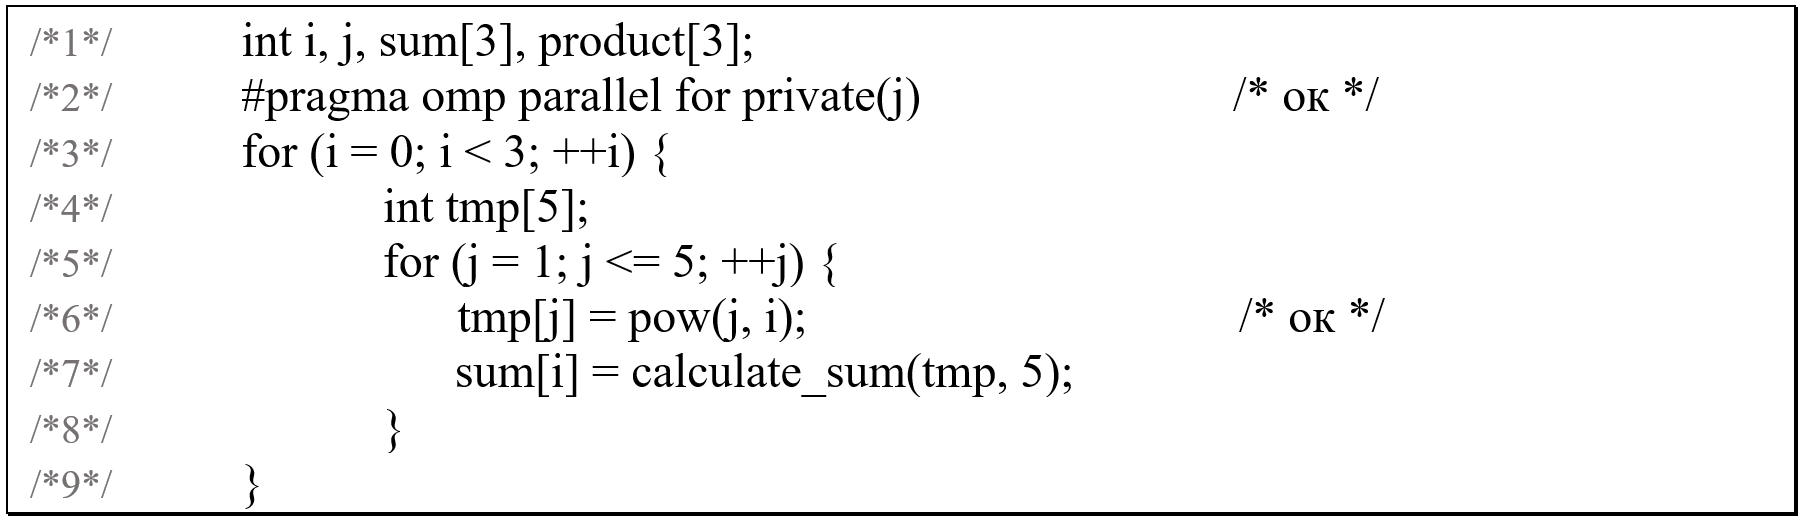 /*1*/ int i, j, sum[3], product[3];
/*2*/ #pragma omp parallel for private(j) /* ок */
/*3*/ for (i = 0; i < 3; ++i) {
/*4*/ int tmp[5];
/*5*/ for (j = 1; j <= 5; ++j) {
/*6*/ tmp[j] = pow(j, i); /* ок */
/*7*/ sum[i] = calculate_sum(tmp, 5);
/*8*/ }
/*9*/ }